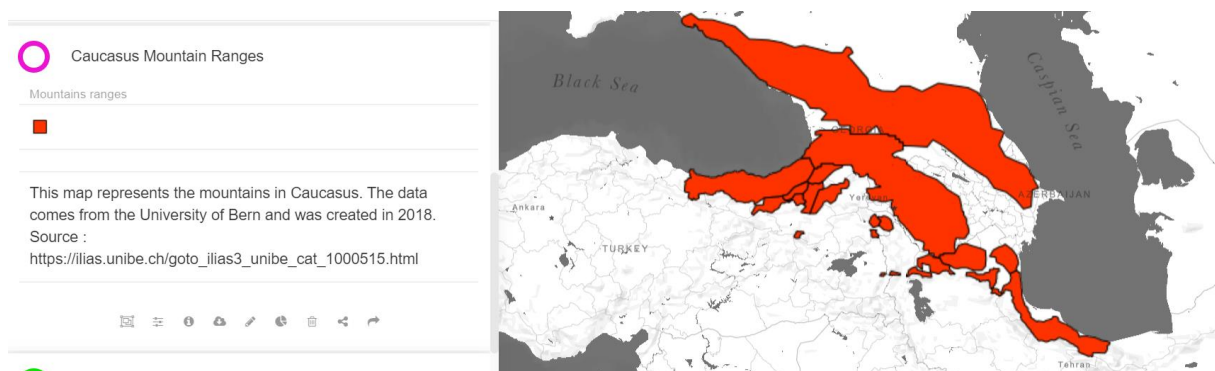 Caucasus Mountain Ranges
Mountains ranges
This map represents the mountains in Caucasus. The data
comes from the University of Bern and was created in 2018.
Source :
https://ilias.unibe.ch/goto_ilias3_unibe_cat_1000515.html
Black Sea
Caspian Sea
GEORGIA
AZERBAIJAN
Yerevan
Ankara
TURKEY
Tehran